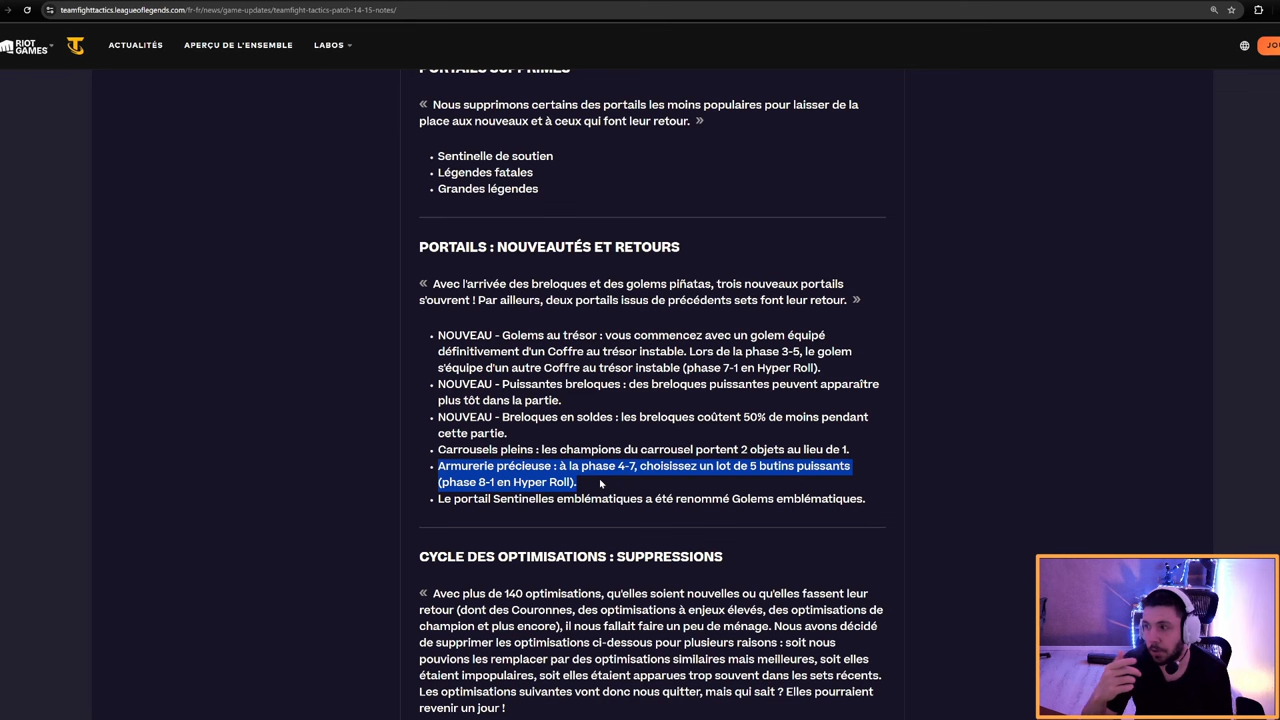 teamfighttactics.leagueoflegends.com/fr-fr/news/game-updates/teamfight-tactics-patch-14-15-notes/
RIOT GAMES
ACTUALITÉS
APERÇU DE L'ENSEMBLE
LABOS
PORTAILS SUPPRIMÉS
« Nous supprimons certains des portails les moins populaires pour laisser de la
place aux nouveaux et à ceux qui font leur retour. »
• Sentinelle de soutien
• Légendes fatales
• Grandes légendes
PORTAILS : NOUVEAUTÉS ET RETOURS
« Avec l'arrivée des breloques et des golems piñatas, trois nouveaux portails
s'ouvrent ! Par ailleurs, deux portails issus de précédents sets font leur retour. »
• NOUVEAU - Golems au trésor : vous commencez avec un golem équipé
définitivement d'un Coffre au trésor instable. Lors de la phase 3-5, le golem
s'équipe d'un autre Coffre au trésor instable (phase 7-1 en Hyper Roll).
• NOUVEAU - Puissantes breloques : des breloques puissantes peuvent apparaître
plus tôt dans la partie.
• NOUVEAU - Breloques en soldes : les breloques coûtent 50% de moins pendant
cette partie.
• Carrousels pleins : les champions du carrousel portent 2 objets au lieu de 1.
• Armurerie précieuse : à la phase 4-7, choisissez un lot de 5 butins puissants
(phase 8-1 en Hyper Roll).
• Le portail Sentinelles emblématiques a été renommé Golems emblématiques.
CYCLE DES OPTIMISATIONS : SUPPRESSIONS
« Avec plus de 140 optimisations, qu'elles soient nouvelles ou qu'elles fassent leur
retour (dont des Couronnes, des optimisations à enjeux élevés, des optimisations de
champion et plus encore), il nous fallait faire un peu de ménage. Nous avons décidé
de supprimer les optimisations ci-dessous pour plusieurs raisons : soit nous
pouvions les remplacer par des optimisations similaires mais meilleures, soit elles
étaient impopulaires, soit elles étaient apparues trop souvent dans les sets récents.
Les optimisations suivantes vont donc nous quitter, mais qui sait ? Elles pourraient
revenir un jour !